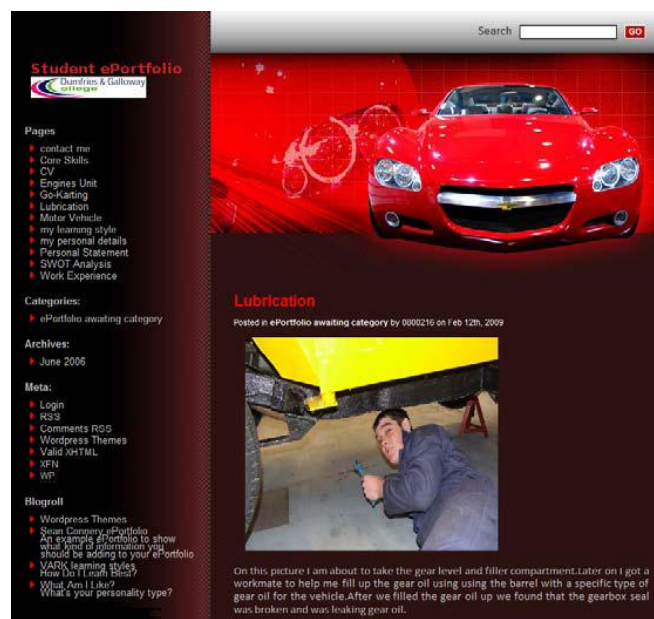 Search GO
Student ePortfolio
Dumfries & Galloway
College
Pages
contact me
Core Skills
CV
Engines Unit
Go-Karting
Lubrication
Motor Vehicle
my learning style
my personal details
Personal Statement
SWOT Analysis
Work Experience
Categories:
ePortfolio awaiting category
Archives:
June 2006
Meta:
Login
RSS
Comments RSS
Wordpress Themes
Valid XHTML
XFN
WP
Blogroll
Wordpress Themes
Sean Connery ePortfolio
An example ePortfolio to show
what kind of information you
should be adding to your ePortfolio
VARK learning styles
How Do I Learn Best?
What Am I Like?
What's your personality type?
Lubrication
Posted in ePortfolio awaiting category by 0800216 on Feb 12th, 2009
On this picture I am about to take the gear level and filler compartment.Later on I got a
workmate to help me fill up the gear oil using using the barrel with a specific type of
gear oil for the vehicle.After we filled the gear oil up we found that the gearbox seal
was broken and was leaking gear oil.